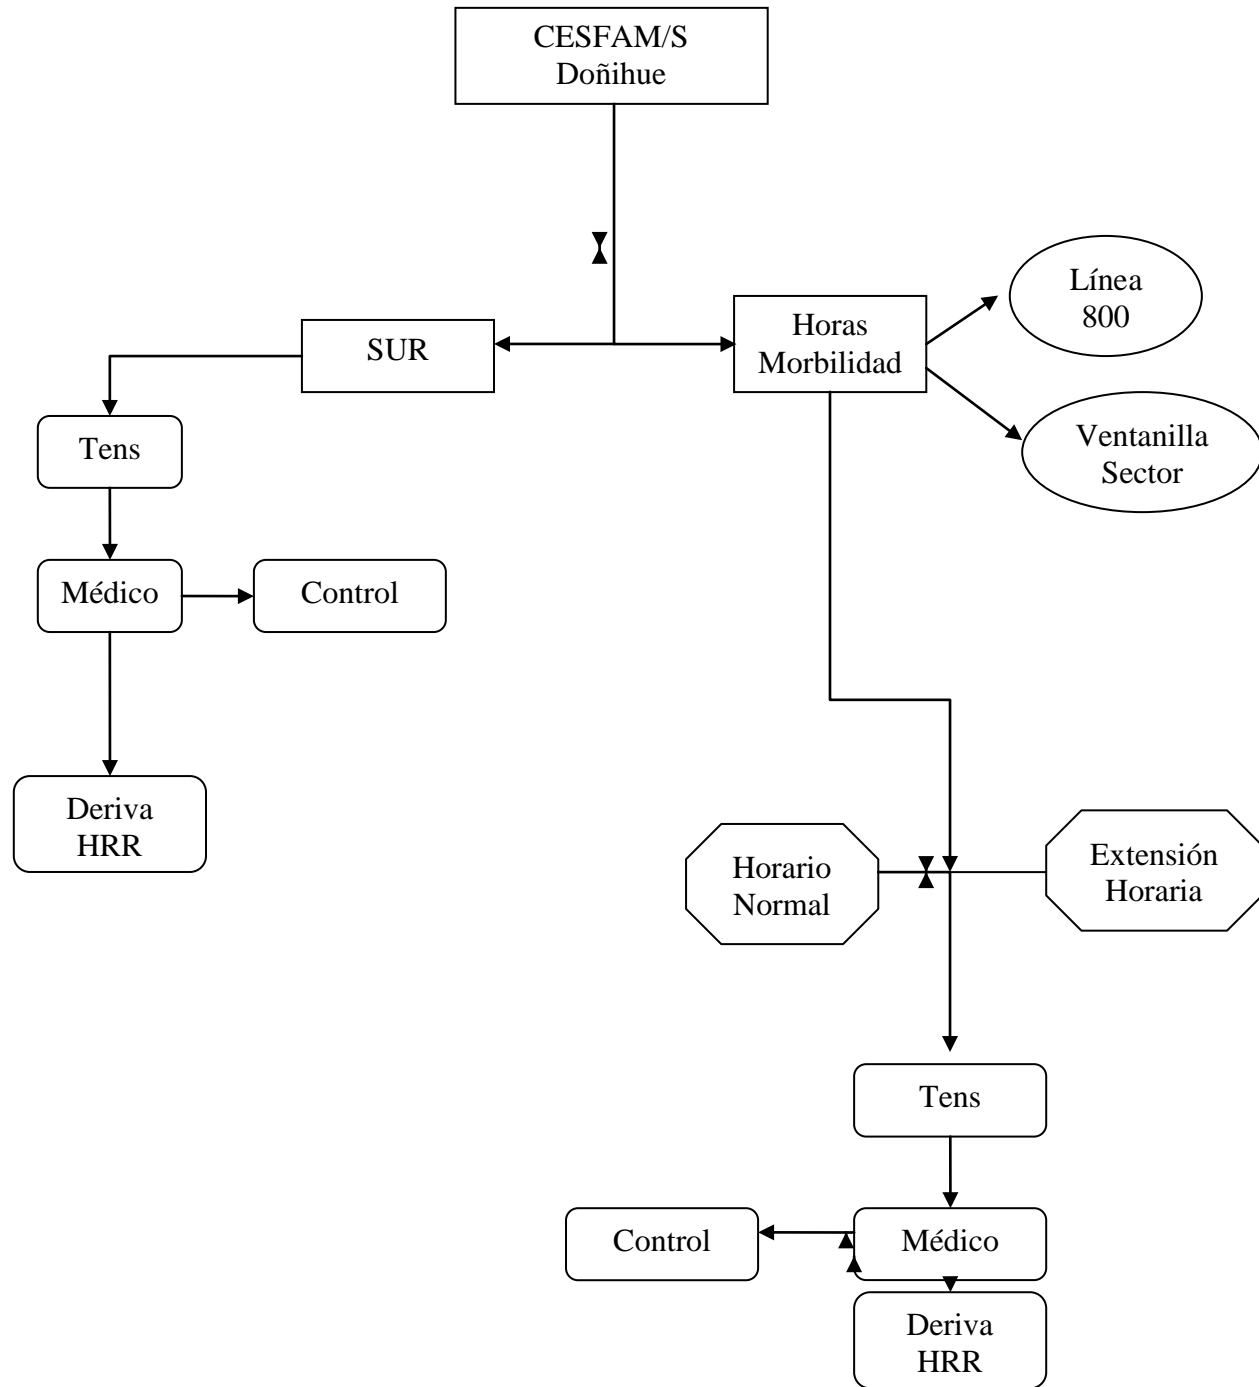 CESFAM/S
Doñihue
Línea
800
Horas
Morbilidad
SUR
Ventanilla
Sector
Tens
Médico
Control
Deriva
HRR
Horario
Normal
Extensión
Horaria
Tens
Control
Médico
Deriva
HRR